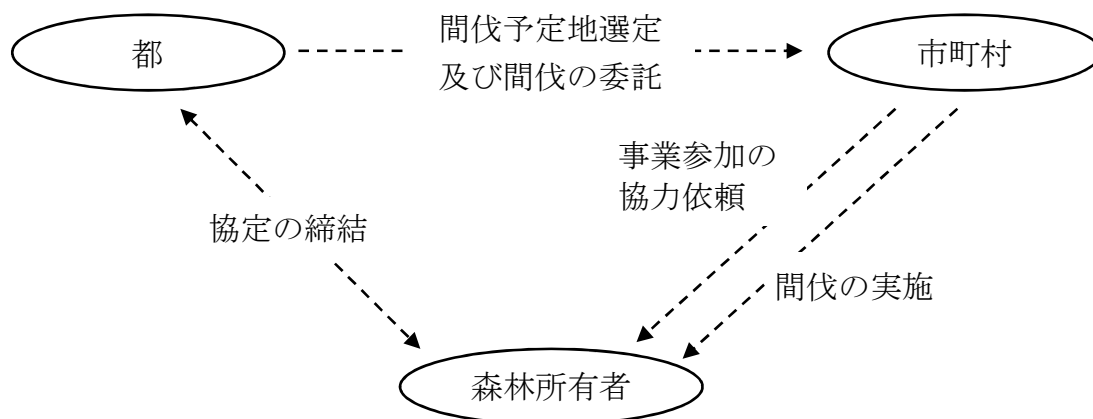 都
間伐予定地選定
及び間伐の委託
市町村
事業参加の
協力依頼
協定の締結
間伐の実施
森林所有者